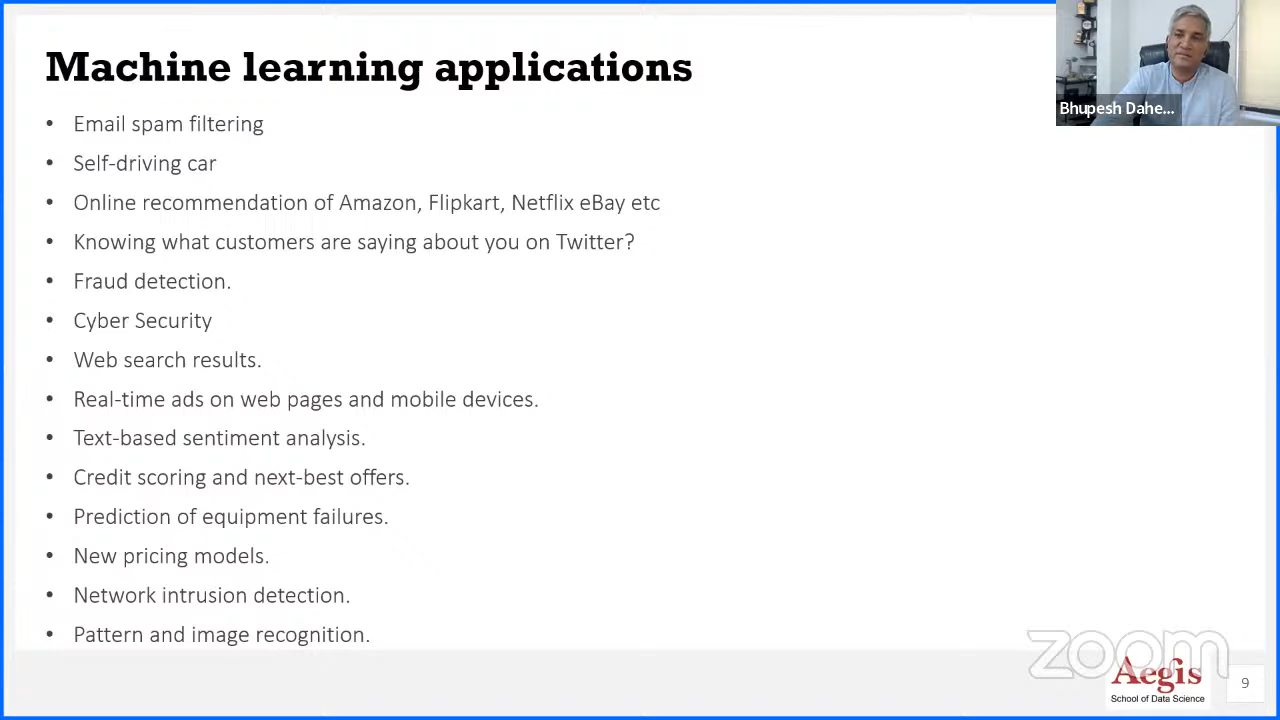 Machine learning applications
• Email spam filtering
• Self-driving car
• Online recommendation of Amazon, Flipkart, Netflix eBay etc
• Knowing what customers are saying about you on Twitter?
• Fraud detection.
• Cyber Security
• Web search results.
• Real-time ads on web pages and mobile devices.
• Text-based sentiment analysis.
• Credit scoring and next-best offers.
• Prediction of equipment failures.
• New pricing models.
• Network intrusion detection.
• Pattern and image recognition.
Bhupesh Dahe...
zoom
Aegis
School of Data Science
9